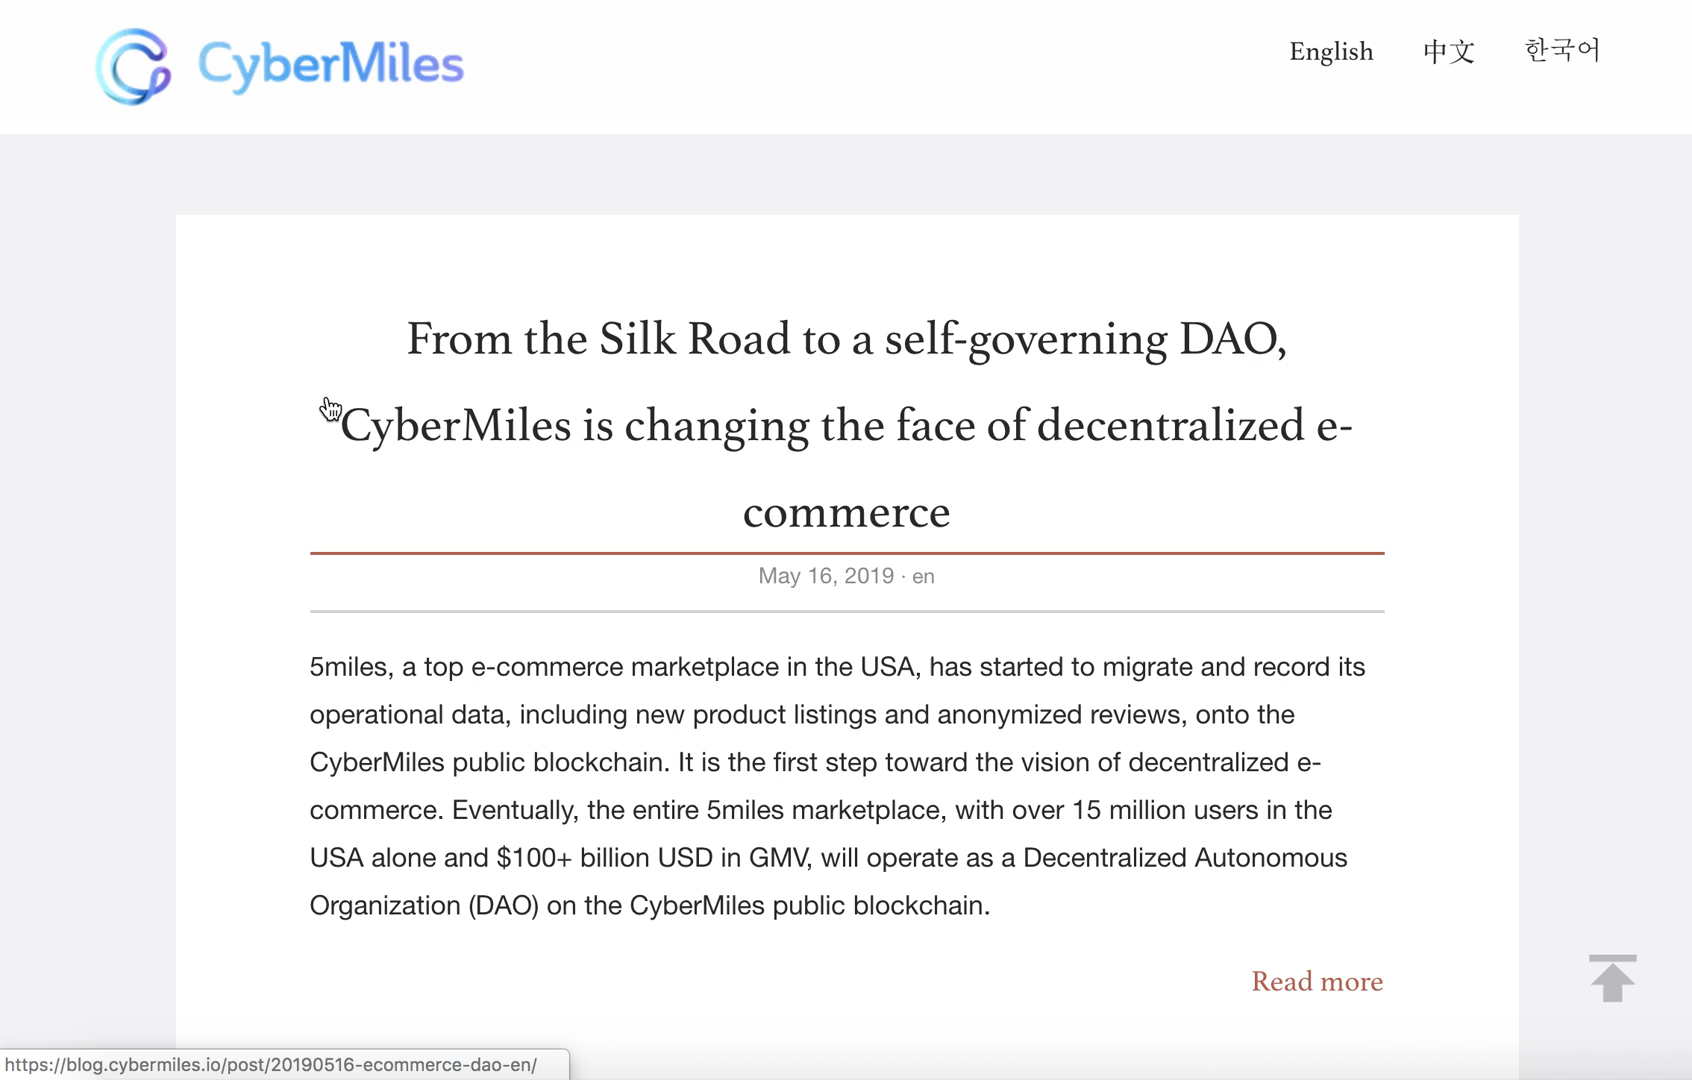 CyberMiles
English 中文 한국어
From the Silk Road to a self-governing DAO,
CyberMiles is changing the face of decentralized e-
commerce
May 16, 2019 · en
5miles, a top e-commerce marketplace in the USA, has started to migrate and record its
operational data, including new product listings and anonymized reviews, onto the
CyberMiles public blockchain. It is the first step toward the vision of decentralized e-
commerce. Eventually, the entire 5miles marketplace, with over 15 million users in the
USA alone and $100+ billion USD in GMV, will operate as a Decentralized Autonomous
Organization (DAO) on the CyberMiles public blockchain.
Read more
https://blog.cybermiles.io/post/20190516-ecommerce-dao-en/